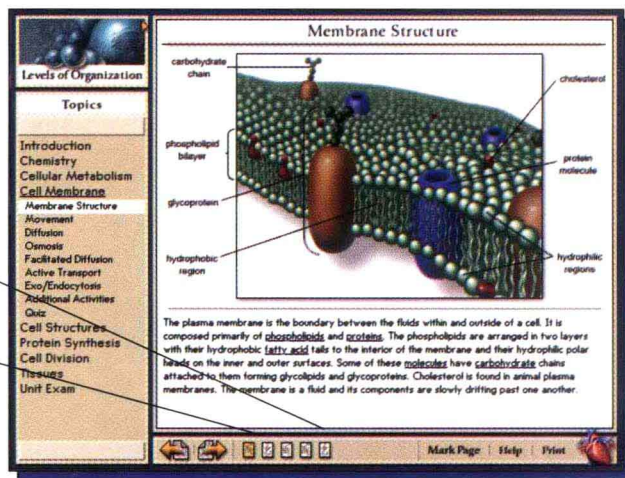 Levels of Organization
Topics
Introduction
Chemistry
Cellular Metabolism
Cell Membrane
Membrane Structure
Movement
Diffusion
Osmosis
Facilitated Diffusion
Active Transport
Exo/Endocytosis
Additional Activities
Quiz
Cell Structures
Protein Synthesis
Cell Division
Tissues
Unit Exam
Membrane Structure
carbohydrate
chain
cholesterol
phospholipid
bilayer
protein
molecule
glycoprotein
hydrophobic
region
hydrophilic
regions
The plasma membrane is the boundary between the fluids within and outside of a cell. It is
composed primarily of phospholipids and proteins. The phospholipids are arranged in two layers
with their hydrophobic fatty acid tails to the interior of the membrane and their hydrophilic polar
heads on the inner and outer surfaces. Some of these molecules have carbohydrate chains
attached to them forming glycolipids and glycoproteins. Cholesterol is found in animal plasma
membranes. The membrane is a fluid and its components are slowly drifting past one another.
Mark Page Help Print